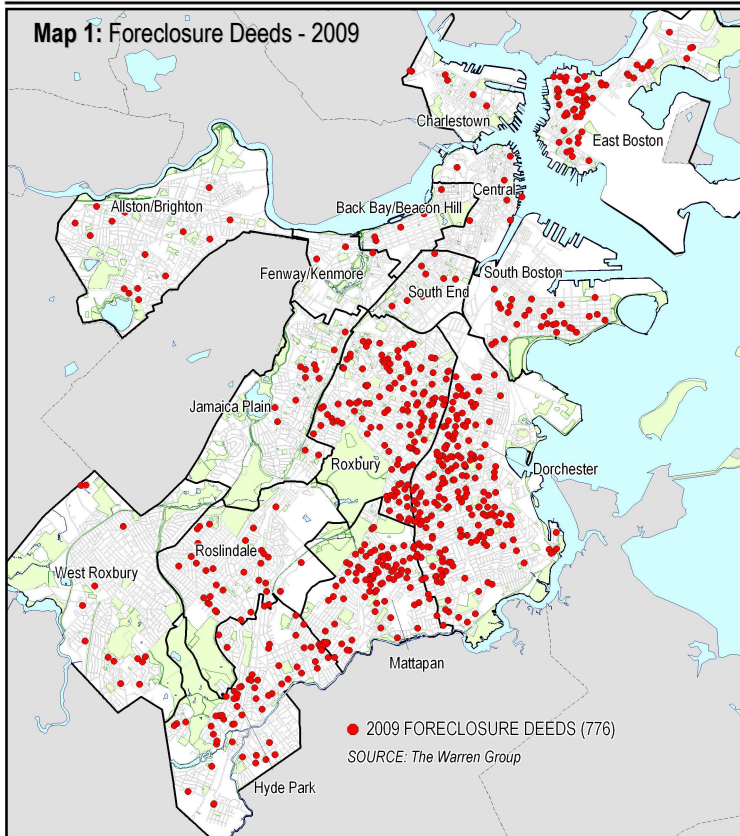 Map 1: Foreclosure Deeds - 2009
Charlestown
East Boston
Central
Allston/Brighton
Back Bay/Beacon Hill
Fenway/Kenmore
South Boston
South End
Jamaica Plain
Roxbury
Dorchester
Roslindale
West Roxbury
Mattapan
2009 FORECLOSURE DEEDS (776)
SOURCE: The Warren Group
Hyde Park